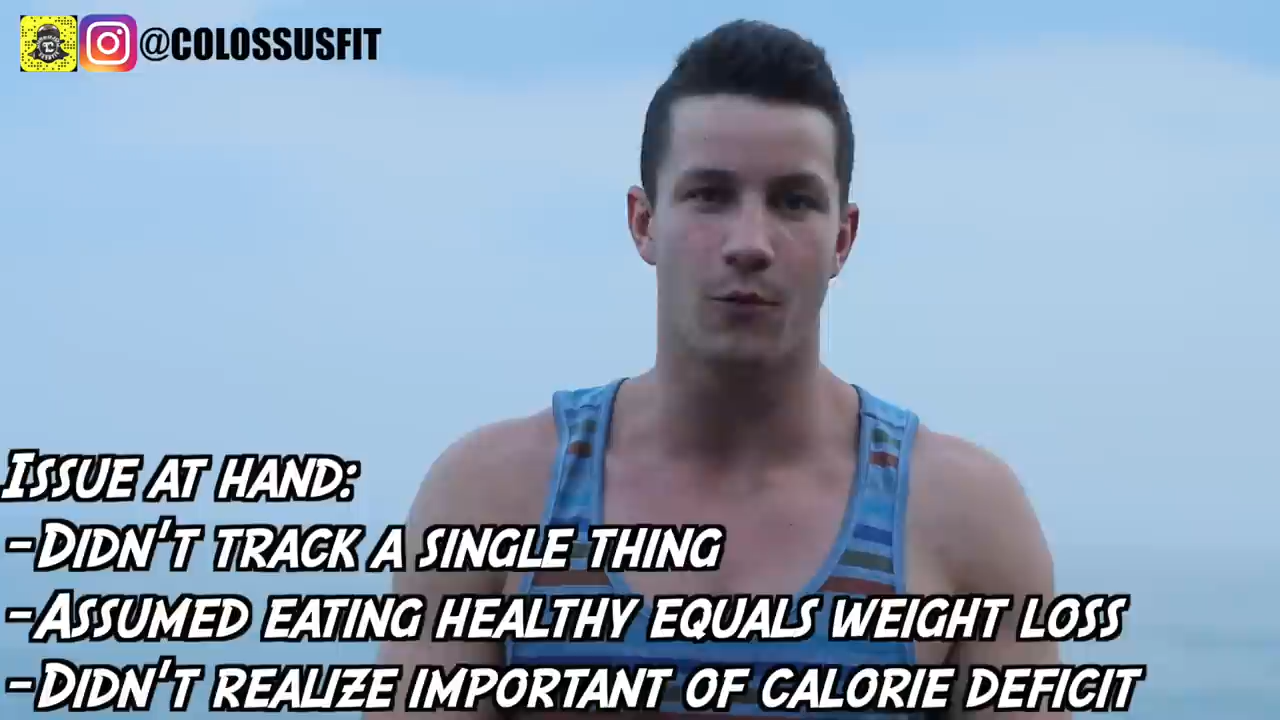 @COLOSSUSFIT
ISSUE AT HAND:
-DIDN'T TRACK A SINGLE THING
-ASSUMED EATING HEALTHY EQUALS WEIGHT LOSS
-DIDN'T REALIZE IMPORTANT OF CALORIE DEFICIT